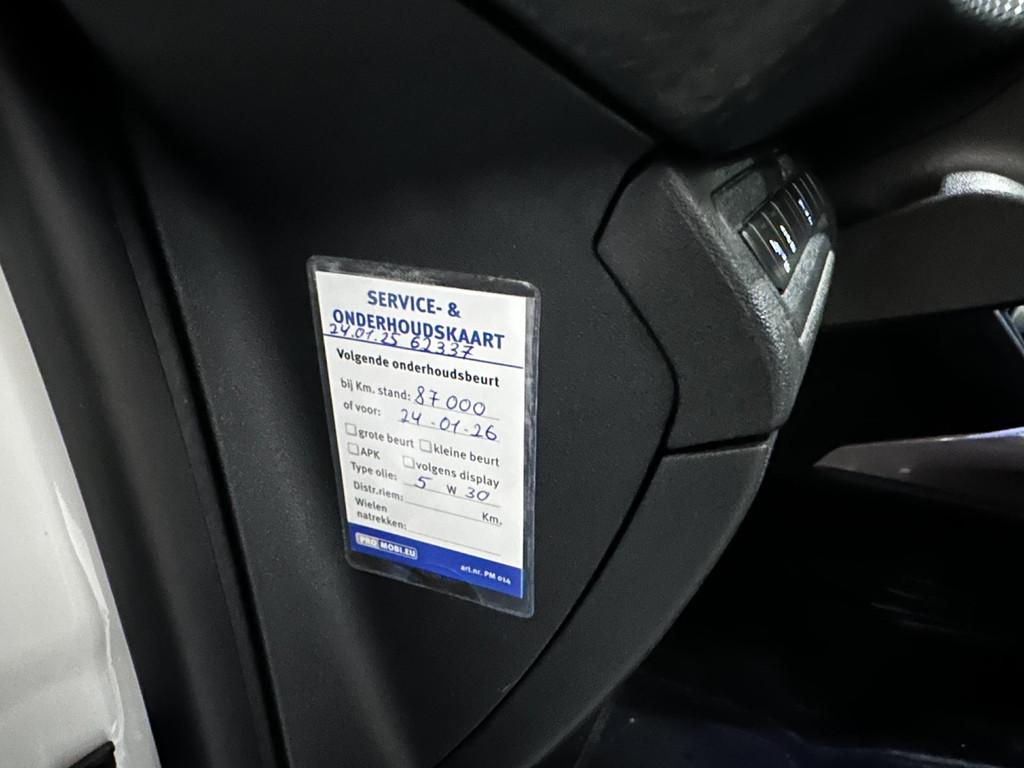 SERVICE- &
ONDERHOUDSKAART
24.01.25 62337
Volgende onderhoudsbeurt
bij Km. stand: 87 000
of voor: 24-01-26
grote beurt kleine beurt
APK volgens display
Type olie: 5 W 30
Distr.riem: Km.
Wielen
natrekken:
PRO MOBI.EU
art.nr. PM 014